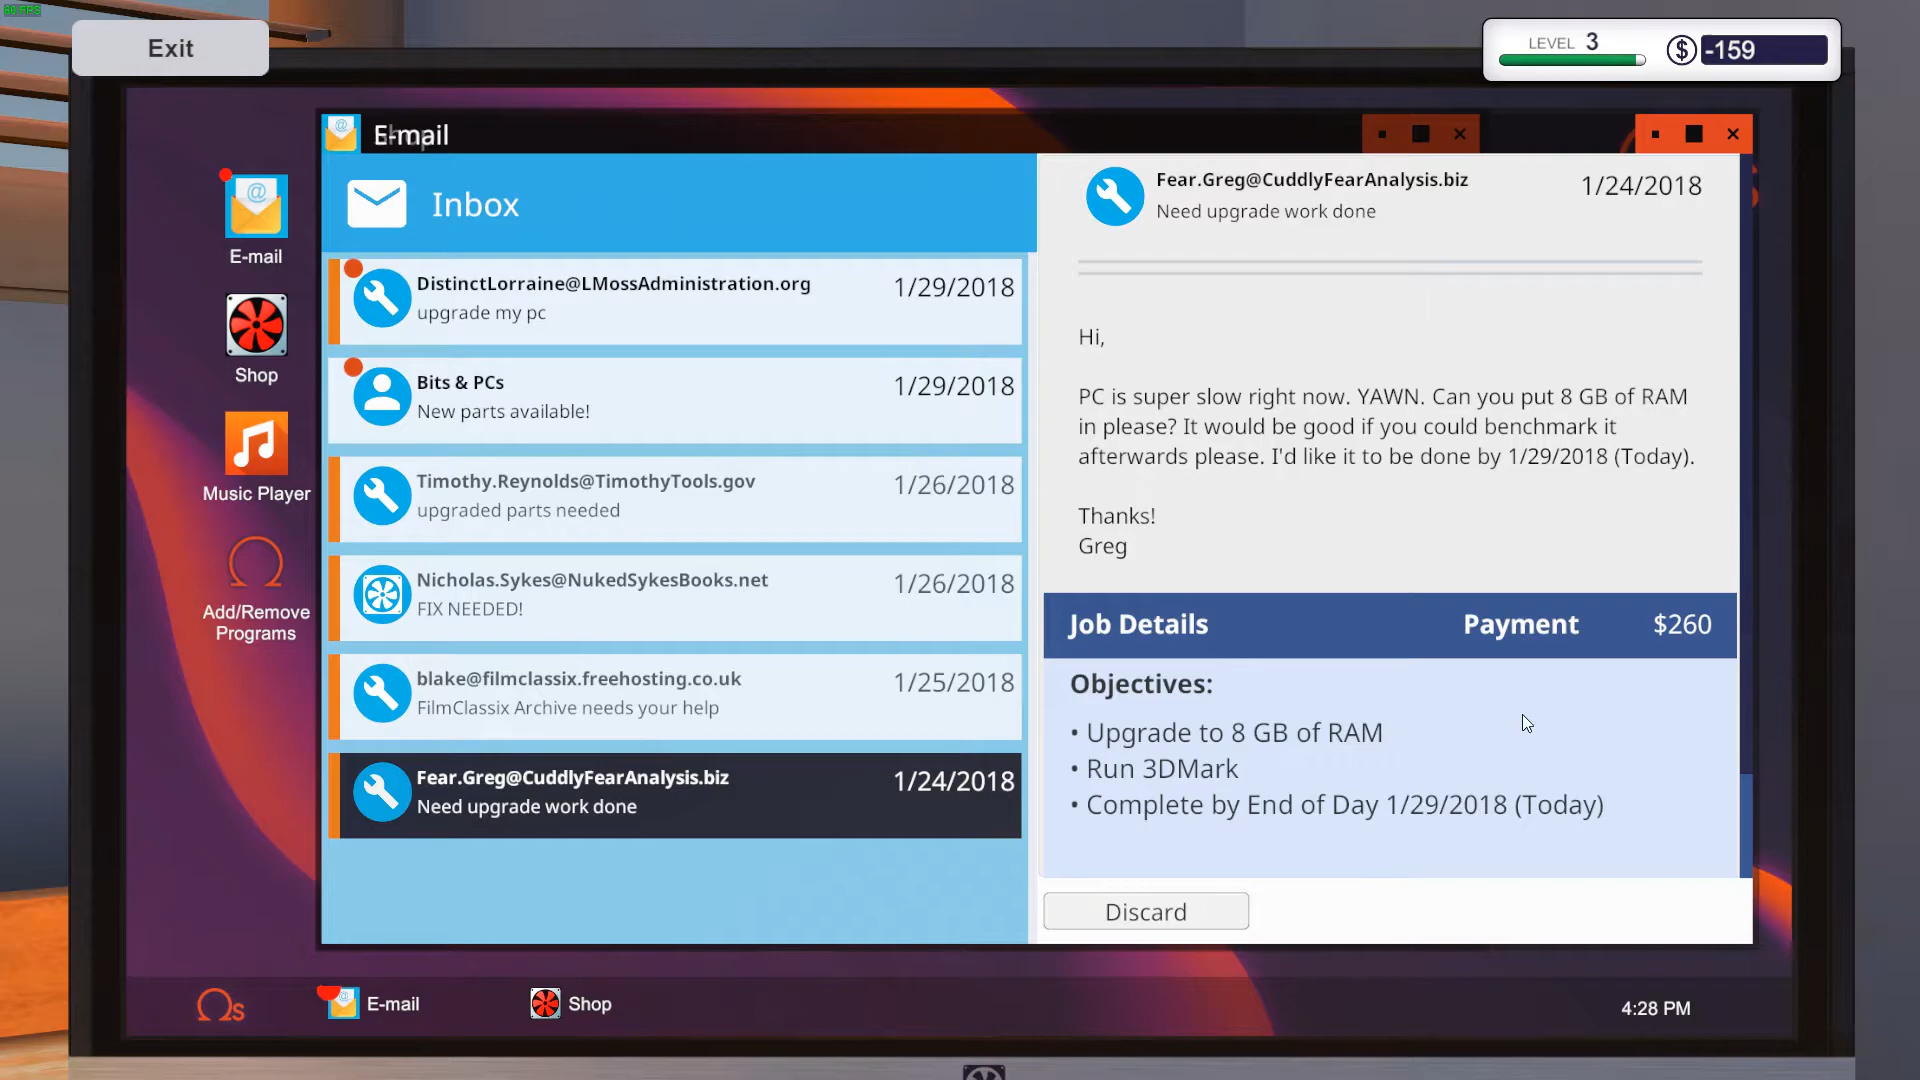 60 FPS
Exit
LEVEL 3
$ -159
E-mail
E-mail
Shop
Music Player
Add/Remove
Programs
Inbox
DistinctLorraine@LMossAdministration.org 1/29/2018
upgrade my pc
Bits & PCs 1/29/2018
New parts available!
Timothy.Reynolds@TimothyTools.gov 1/26/2018
upgraded parts needed
Nicholas.Sykes@NukedSykesBooks.net 1/26/2018
FIX NEEDED!
blake@filmclassix.freehosting.co.uk 1/25/2018
FilmClassix Archive needs your help
Fear.Greg@CuddlyFearAnalysis.biz 1/24/2018
Need upgrade work done
Fear.Greg@CuddlyFearAnalysis.biz 1/24/2018
Need upgrade work done
Hi,
PC is super slow right now. YAWN. Can you put 8 GB of RAM
in please? It would be good if you could benchmark it
afterwards please. I'd like it to be done by 1/29/2018 (Today).
Thanks!
Greg
Job Details Payment $260
Objectives:
• Upgrade to 8 GB of RAM
• Run 3DMark
• Complete by End of Day 1/29/2018 (Today)
Discard
Ωs E-mail Shop 4:28 PM